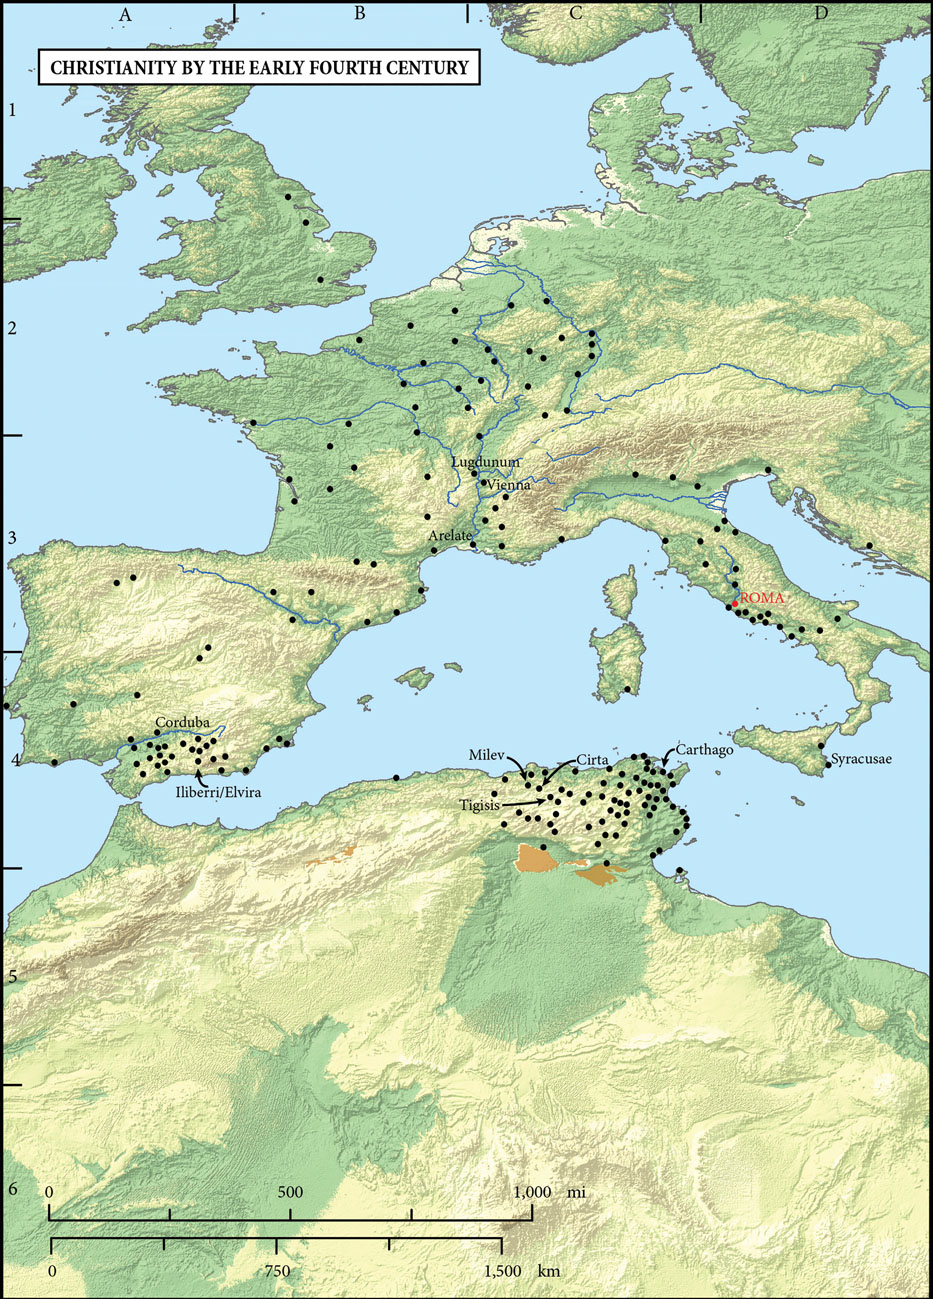 A
B
C
D
CHRISTIANITY BY THE EARLY FOURTH CENTURY
1
2
Lugdunum
Vienna
3
Arelate
ROMA
Corduba
4
Milev
Cirta
Carthago
Syracusae
Iliberri/Elvira
Tigisis
5
6
0 500 1,000 mi
0 750 1,500 km